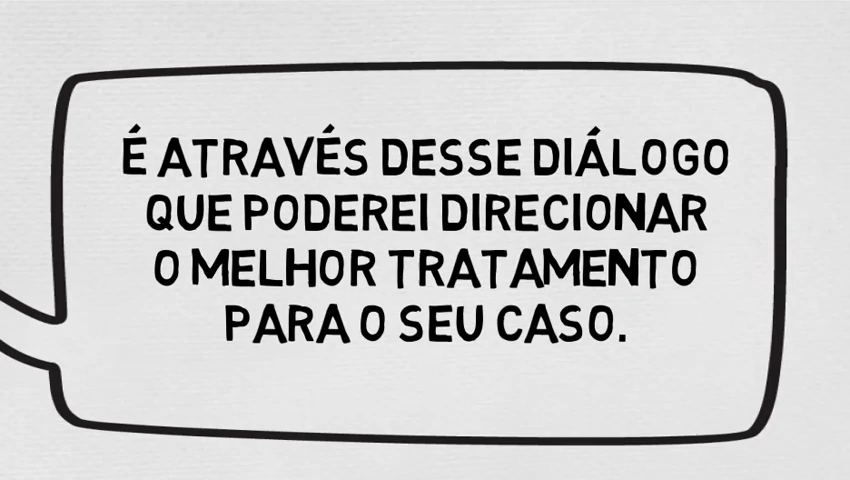 É ATRAVÉS DESSE DIÁLOGO
QUE PODEREI DIRECIONAR
O MELHOR TRATAMENTO
PARA O SEU CASO.